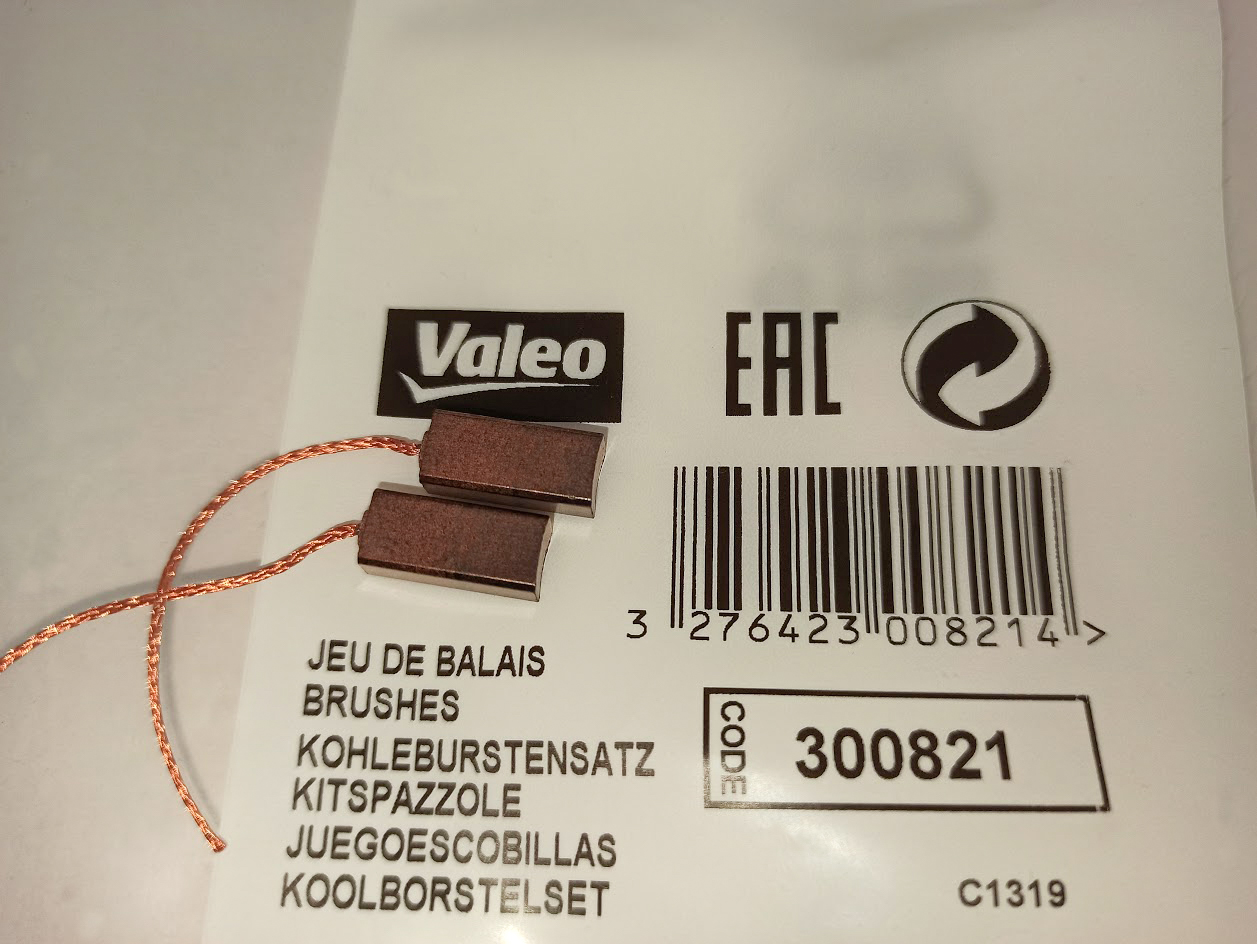 Valeo
EAC
3 276423 008214 >
JEU DE BALAIS
BRUSHES
KOHLEBURSTENSATZ
KITSPAZZOLE
JUEGOESCOBILLAS
KOOLBORSTELSET
CODE
300821
C1319